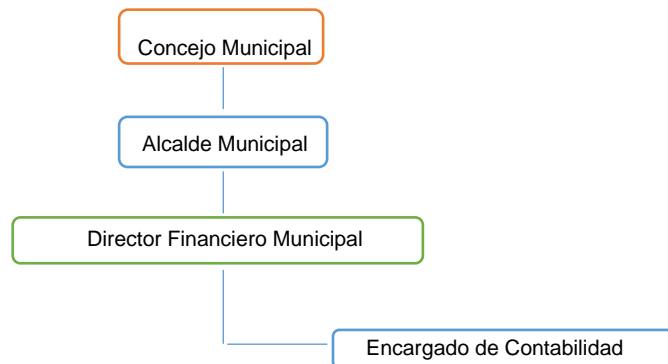 Concejo Municipal
Alcalde Municipal
Director Financiero Municipal
Encargado de Contabilidad